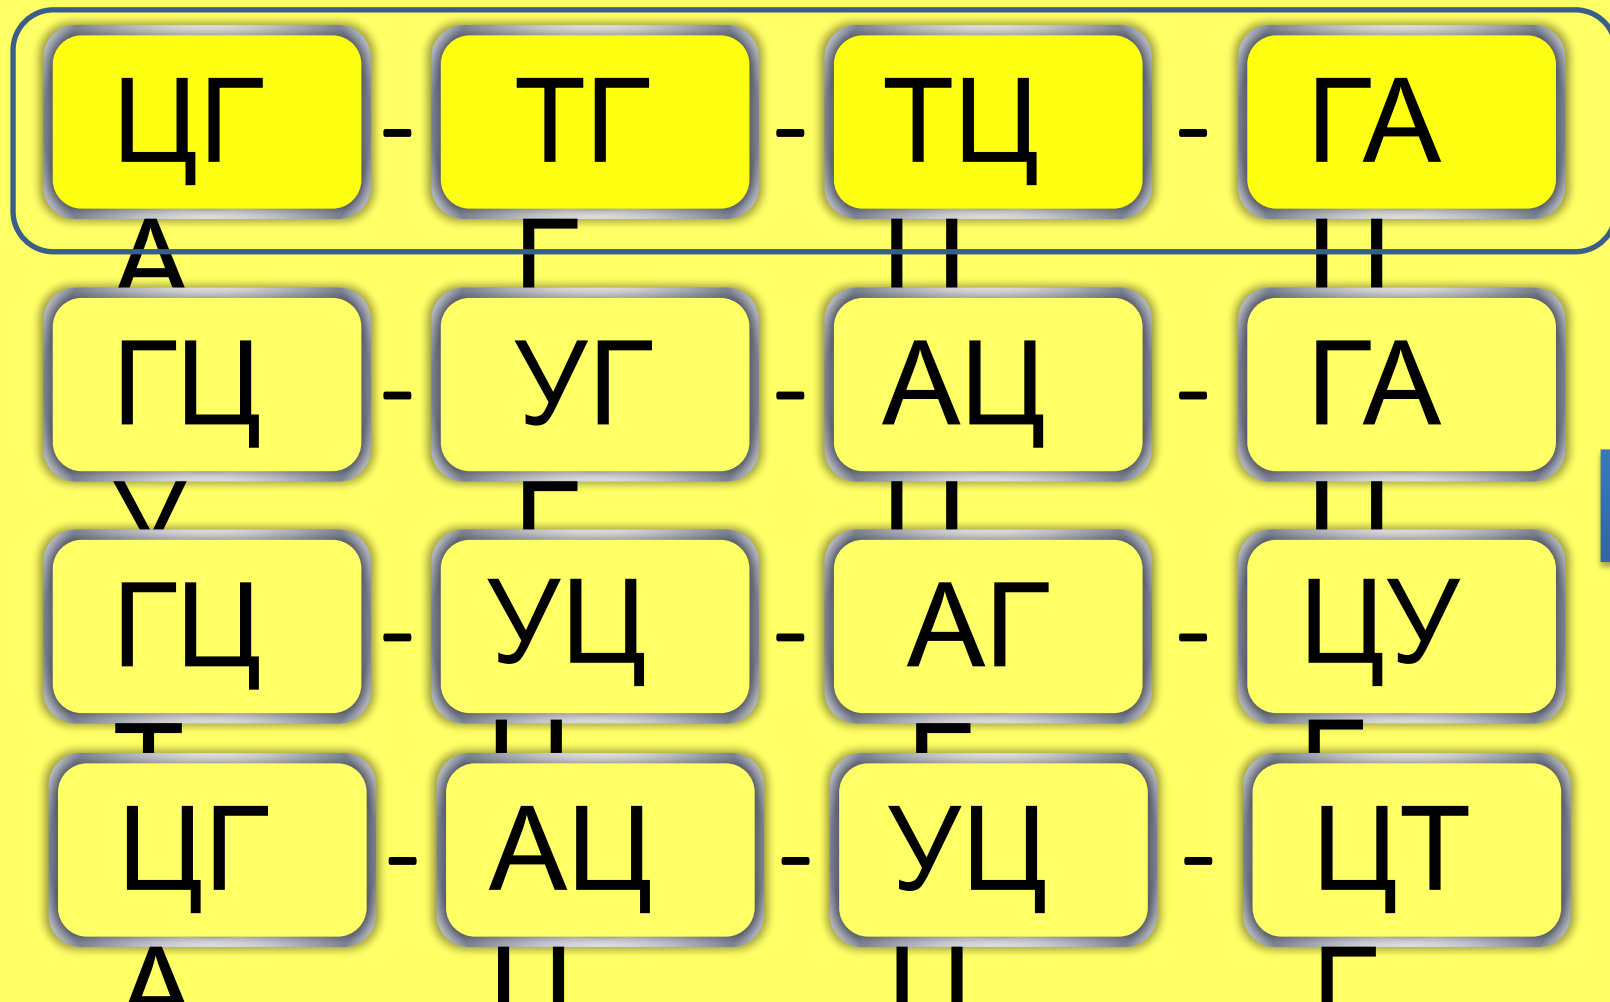 ЦГ - ТГ - ТЦ - ГА
А Г Ц Ц
ГЦ - УГ - АЦ - ГА
У Г Ц Ц
ГЦ - УЦ - АГ - ЦУ
Т Ц Г Г
ЦГ - АЦ - УЦ - ЦТ
А Ц Ц Г